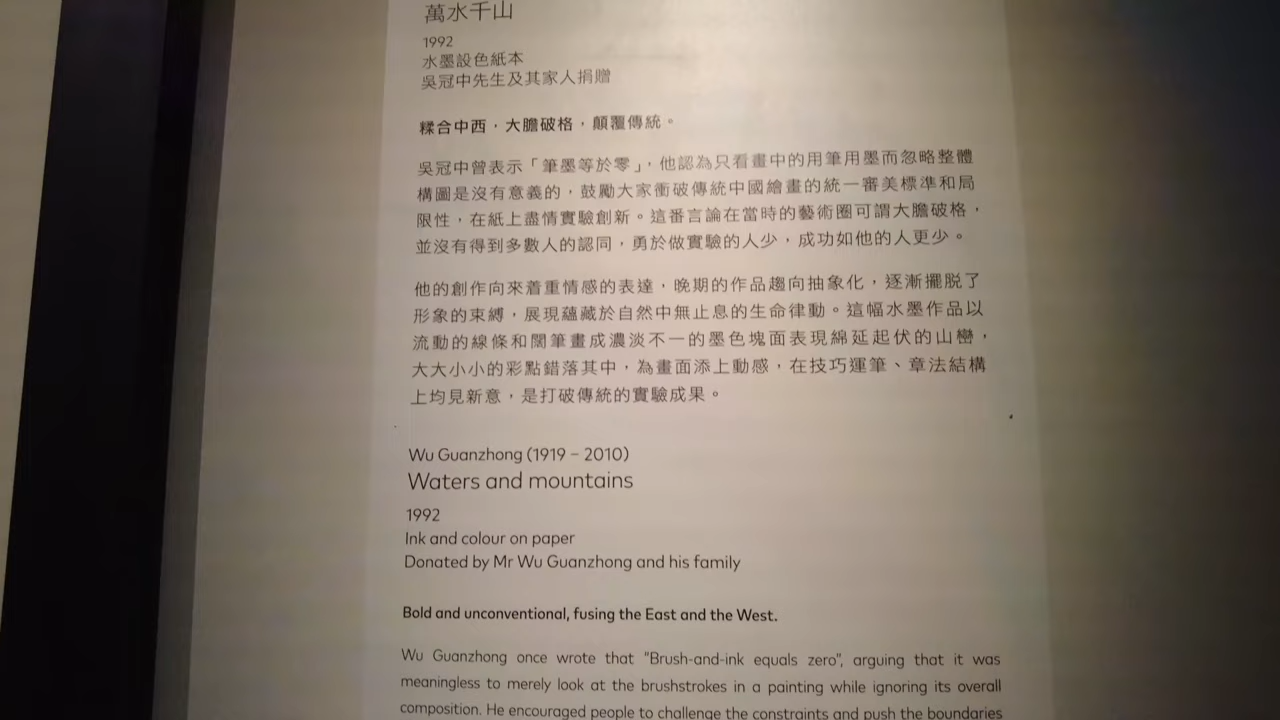 萬水千山
1992
水墨設色紙本
吳冠中先生及其家人捐贈
糅合中西，大膽破格，顛覆傳統。
吳冠中曾表示「筆墨等於零」，他認為只看畫中的用筆用墨而忽略整體
構圖是沒有意義的，鼓勵大家衝破傳統中國繪畫的統一審美標準和局
限性，在紙上盡情實驗創新。這番言論在當時的藝術圈可謂大膽破格，
並沒有得到多數人的認同，勇於做實驗的人少，成功如他的人更少。
他的創作向來着重情感的表達，晚期的作品趨向抽象化，逐漸擺脫了
形象的束縛，展現蘊藏於自然中無止息的生命律動。這幅水墨作品以
流動的線條和闊筆畫成濃淡不一的墨色塊面表現綿延起伏的山巒，
大大小小的彩點錯落其中，為畫面添上動感，在技巧運筆、章法結構
上均見新意，是打破傳統的實驗成果。
Wu Guanzhong (1919 – 2010)
Waters and mountains
1992
Ink and colour on paper
Donated by Mr Wu Guanzhong and his family
Bold and unconventional, fusing the East and the West.
Wu Guanzhong once wrote that "Brush-and-ink equals zero", arguing that it was
meaningless to merely look at the brushstrokes in a painting while ignoring its overall
composition. He encouraged people to challenge the constraints and push the boundaries